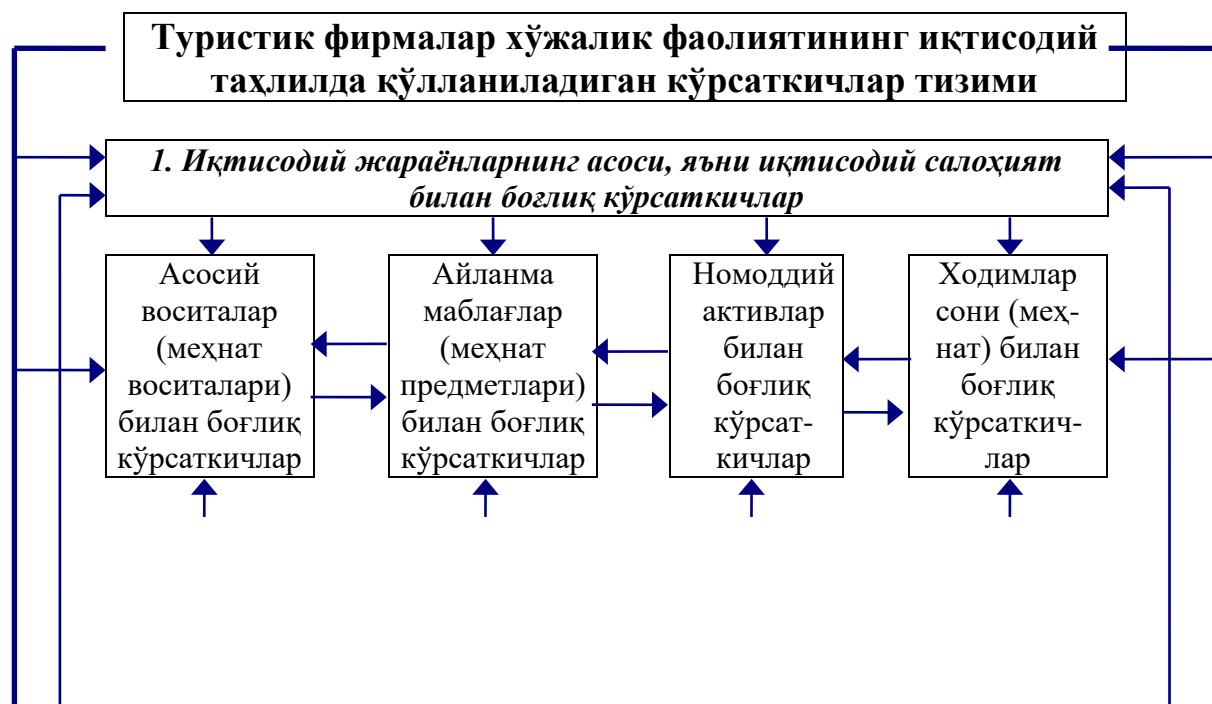 Туристик фирмалар хўжалик фаолиятининг иқтисодий
таҳлилда қўлланиладиган кўрсаткичлар тизими
1. Иқтисодий жараёнларнинг асоси, яъни иқтисодий салоҳият
билан боғлиқ кўрсаткичлар
Асосий
воситалар
(меҳнат
воситалари)
билан боғлиқ
кўрсаткичлар
Айланма
маблағлар
(меҳнат
предметлари)
билан боғлиқ
кўрсаткичлар
Номоддий
активлар
билан
боғлиқ
кўрсат-
кичлар
Ходимлар
сони (меҳ-
нат) билан
боғлиқ
кўрсаткич-
лар